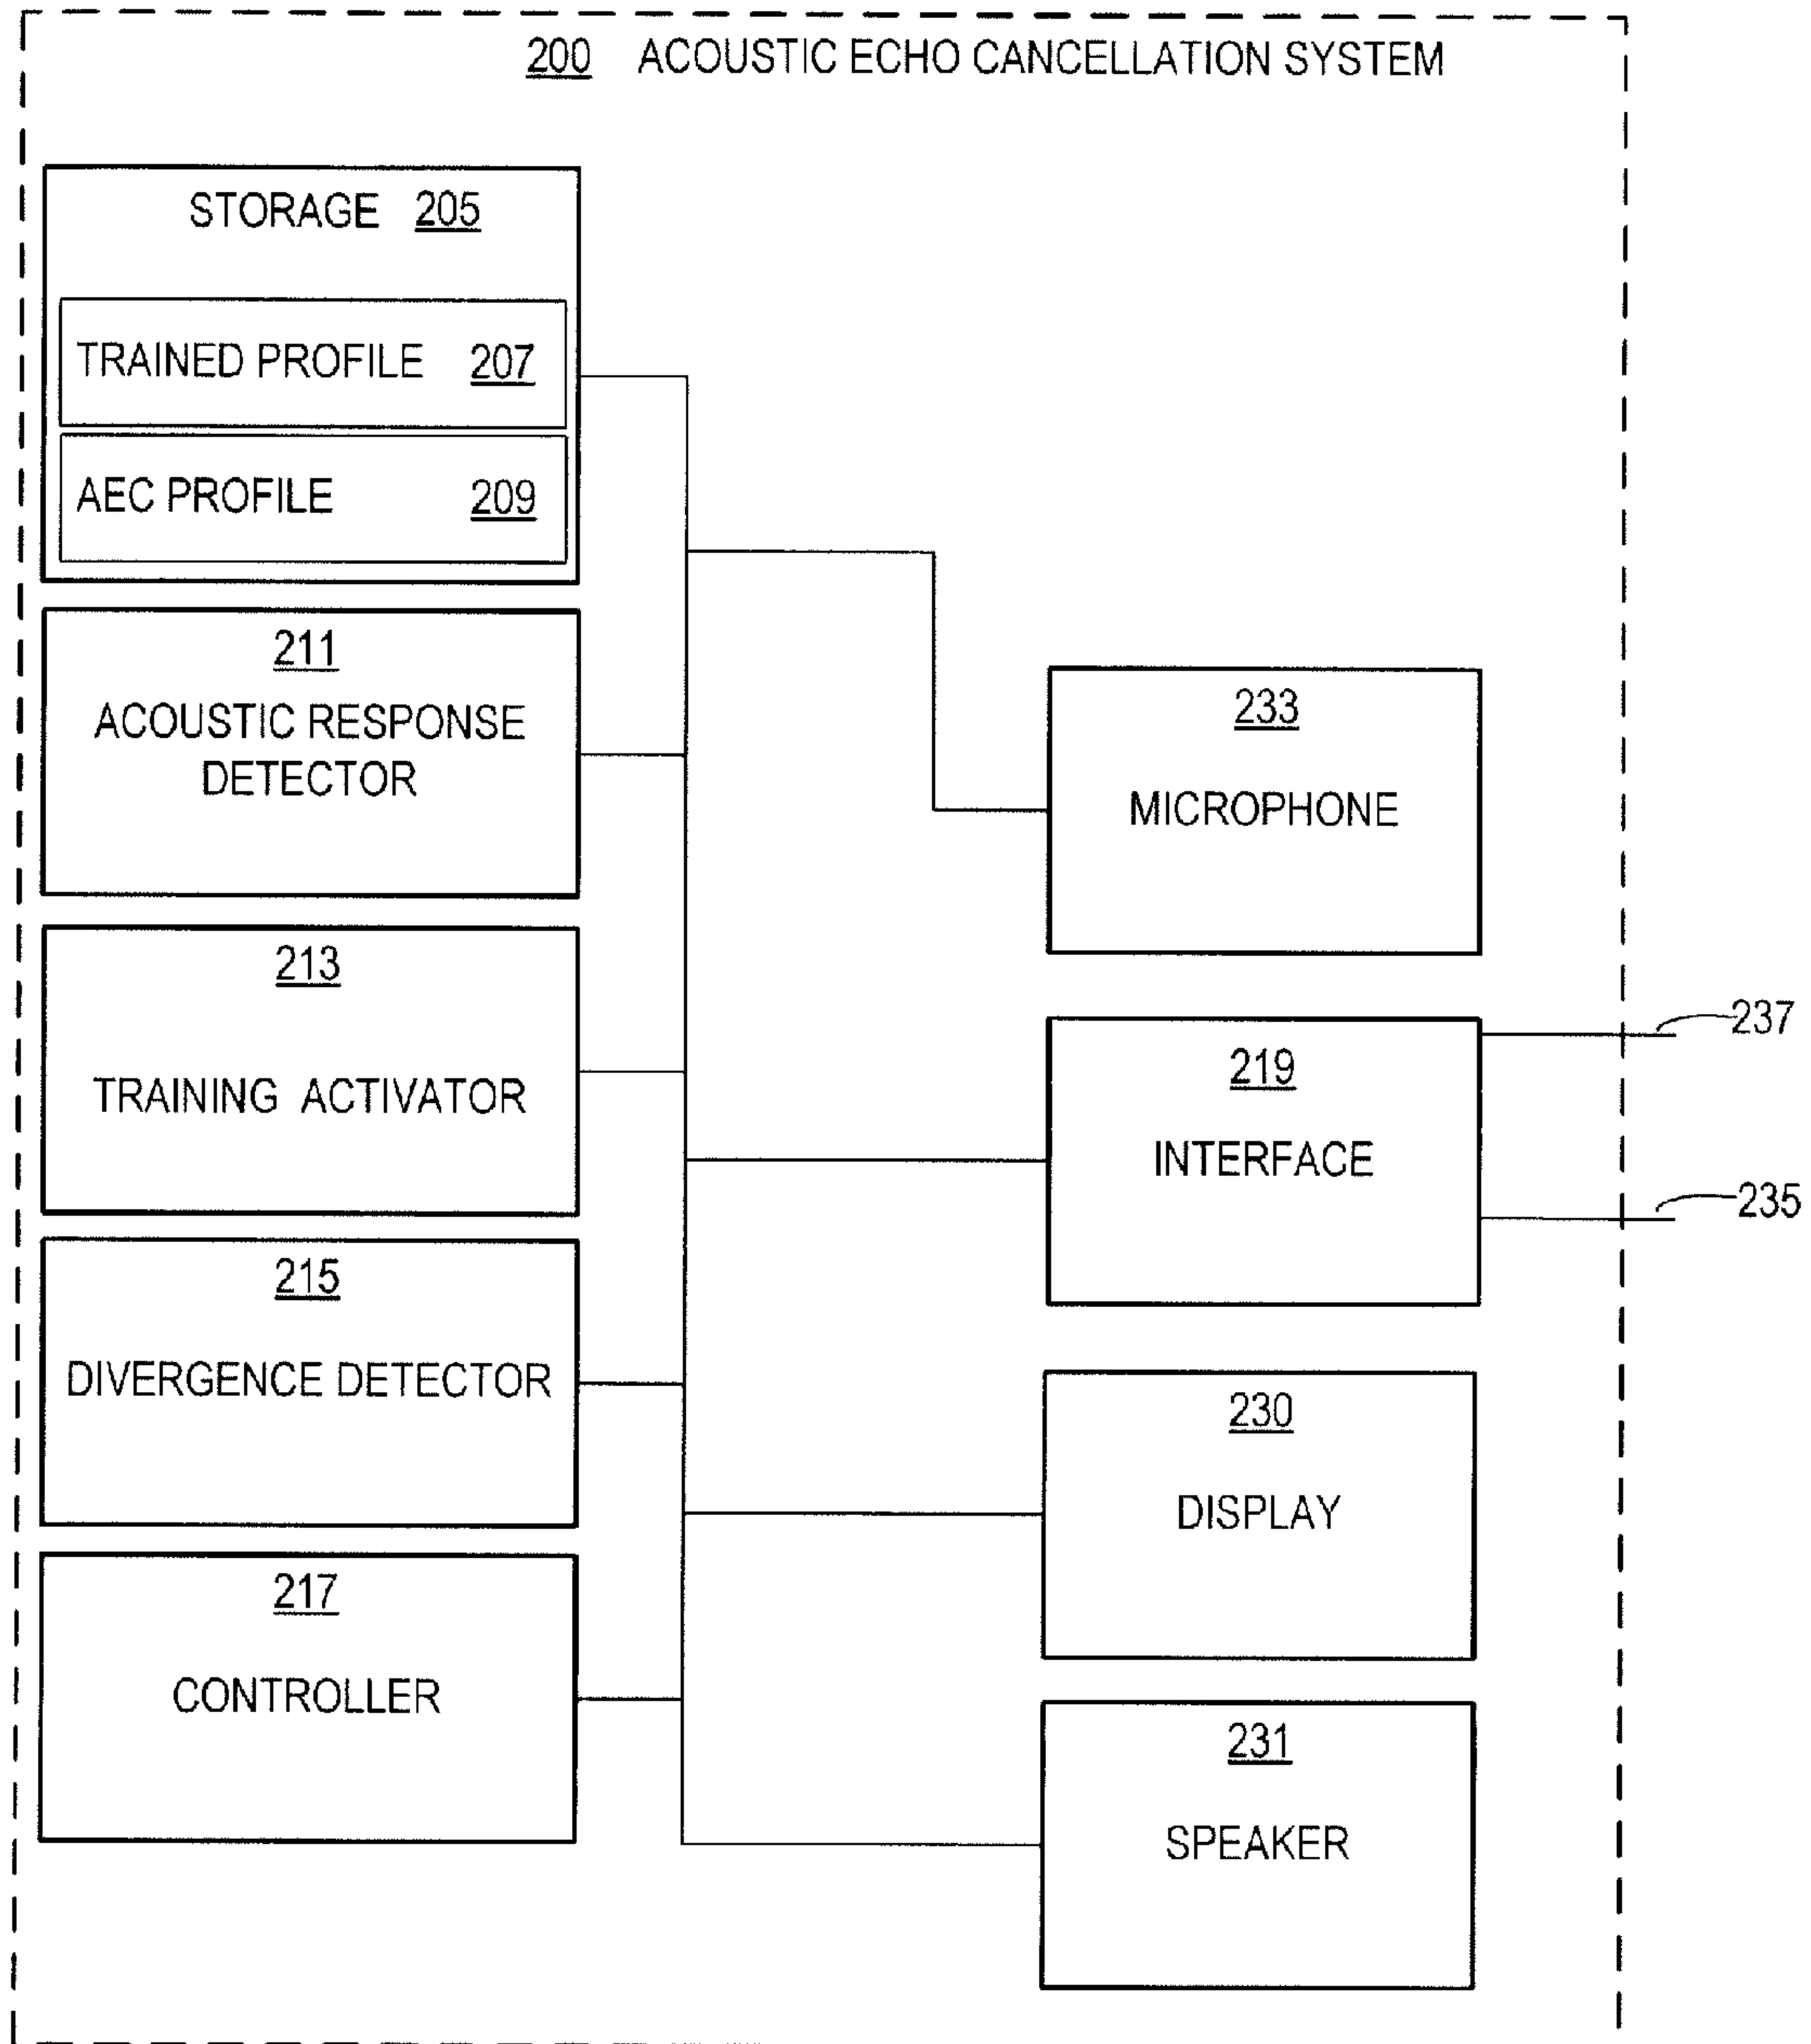 200 ACOUSTIC ECHO CANCELLATION SYSTEM
STORAGE 205
TRAINED PROFILE 207
AEC PROFILE 209
211
ACOUSTIC RESPONSE
DETECTOR
213
TRAINING ACTIVATOR
215
DIVERGENCE DETECTOR
217
CONTROLLER
233
MICROPHONE
219
INTERFACE
237
235
230
DISPLAY
231
SPEAKER